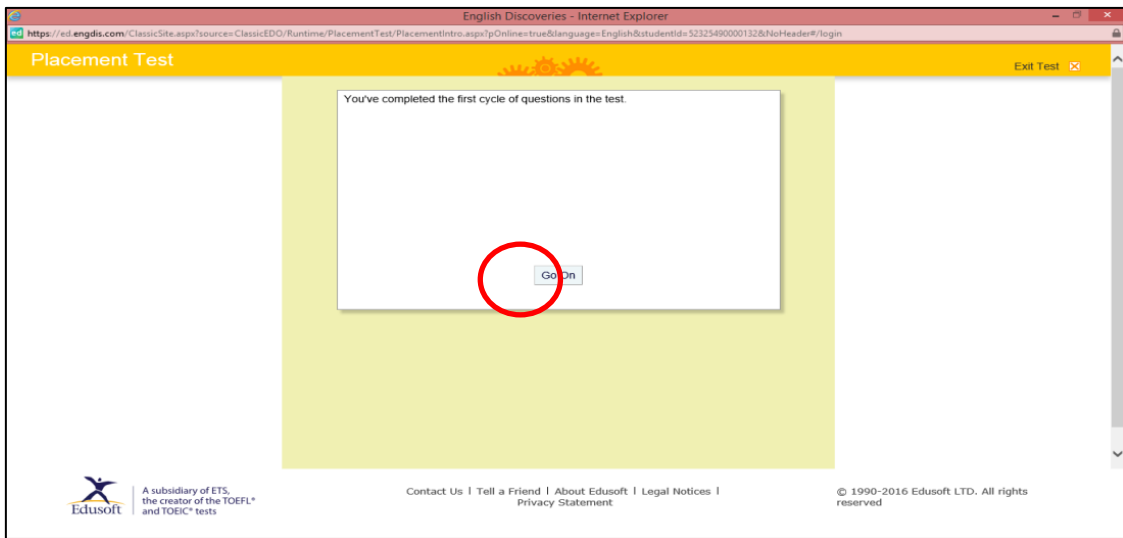 English Discoveries - Internet Explorer
https://ed.engdis.com/ClassicSite.aspx?source=ClassicEDO/Runtime/PlacementTest/PlacementIntro.aspx?pOnline=true&language=English&studentId=52325490000132&NoHeader#/login
Placement Test
Exit Test
You've completed the first cycle of questions in the test.
Go On
A subsidiary of ETS,
the creator of the TOEFL®
and TOEIC® tests
Edusoft
Contact Us | Tell a Friend | About Edusoft | Legal Notices |
Privacy Statement
© 1990-2016 Edusoft LTD. All rights
reserved